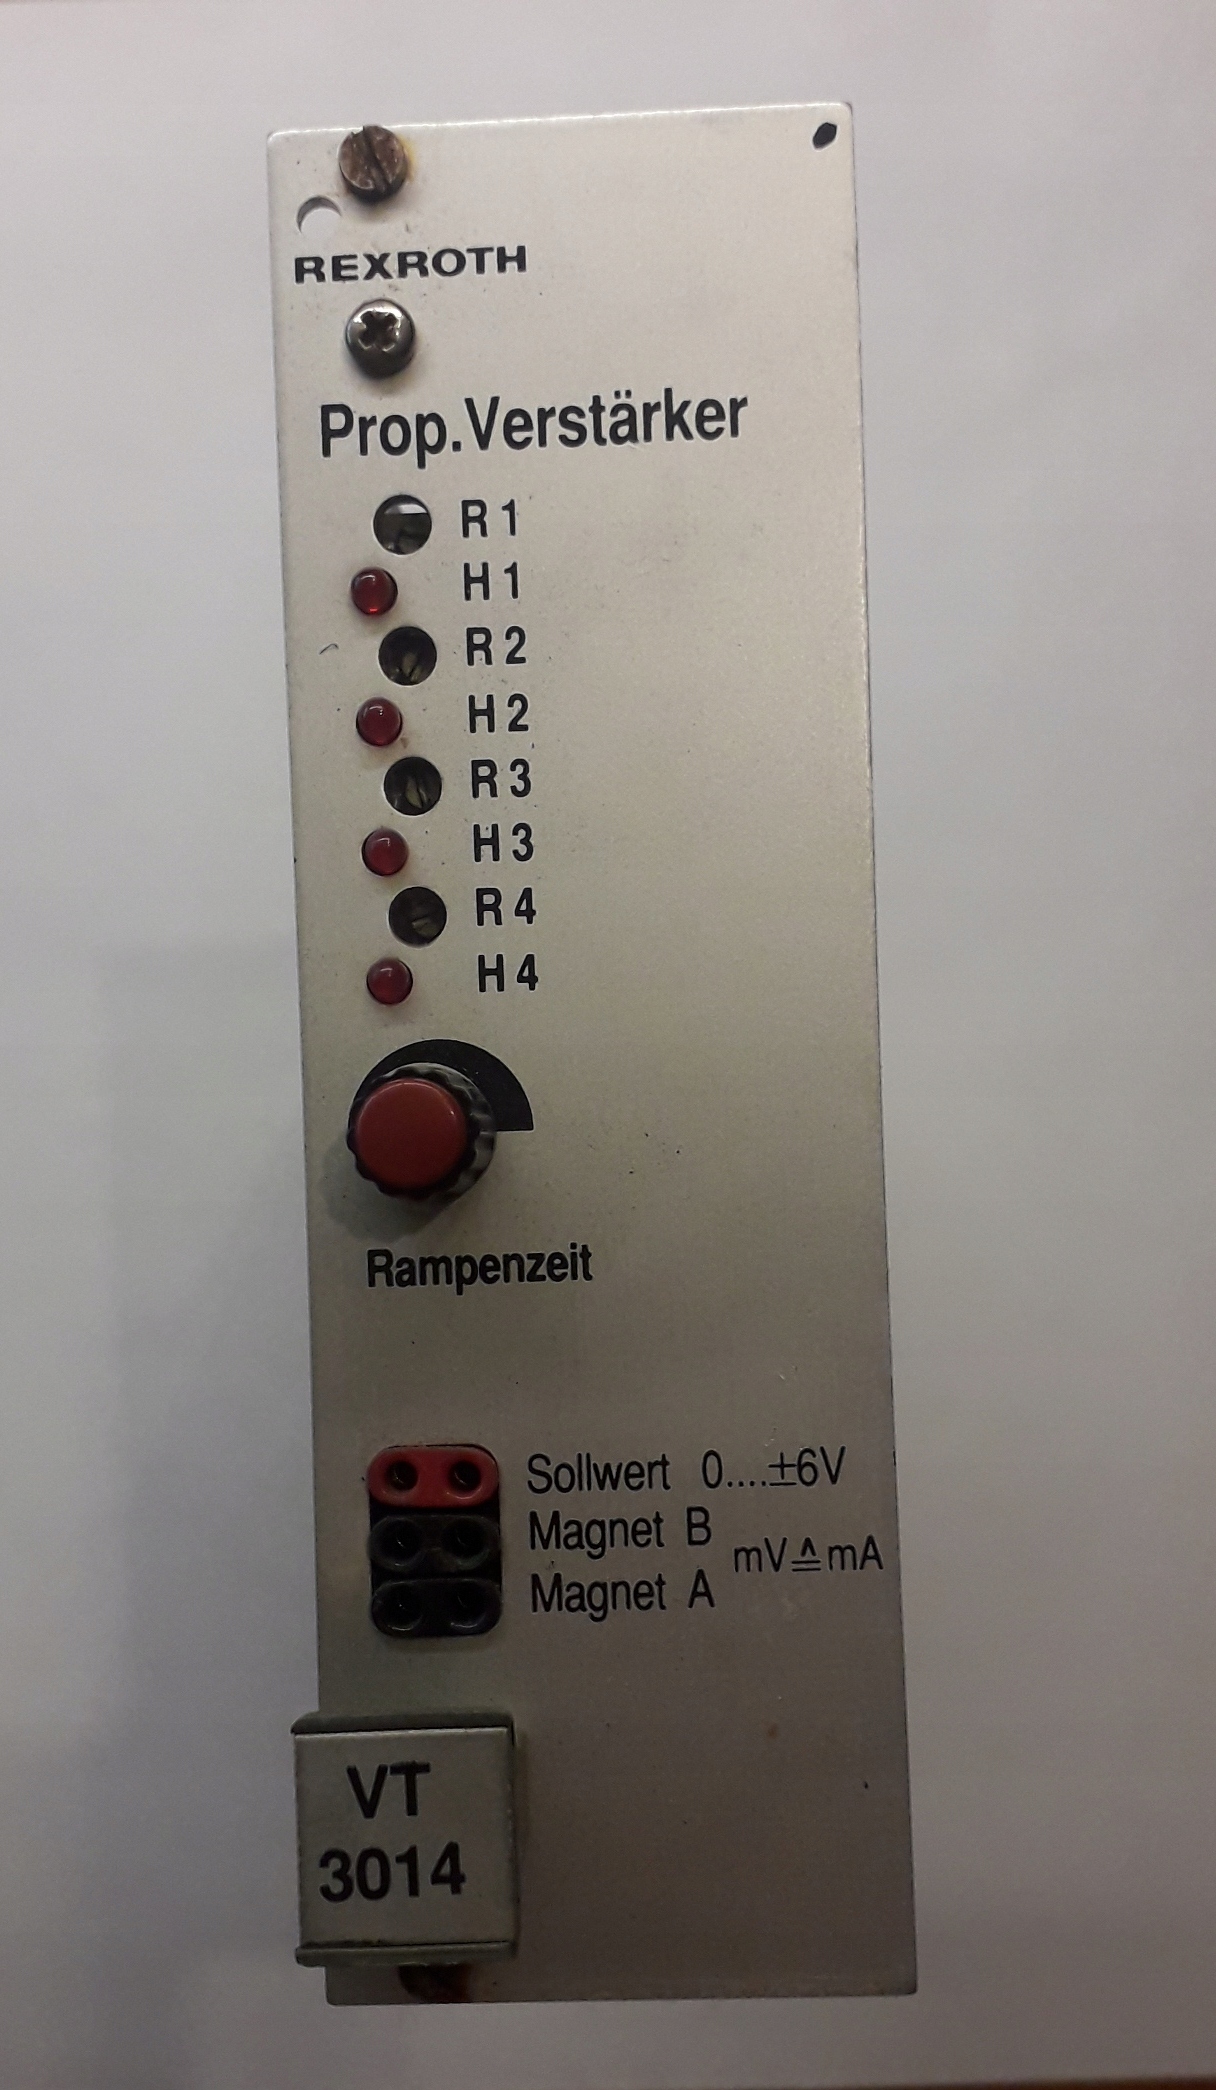 REXROTH
Prop.Verstärker
R1
H1
R2
H2
R3
H3
R4
H4
Rampenzeit
Sollwert 0....±6V
Magnet B
mV≙mA
Magnet A
VT
3014